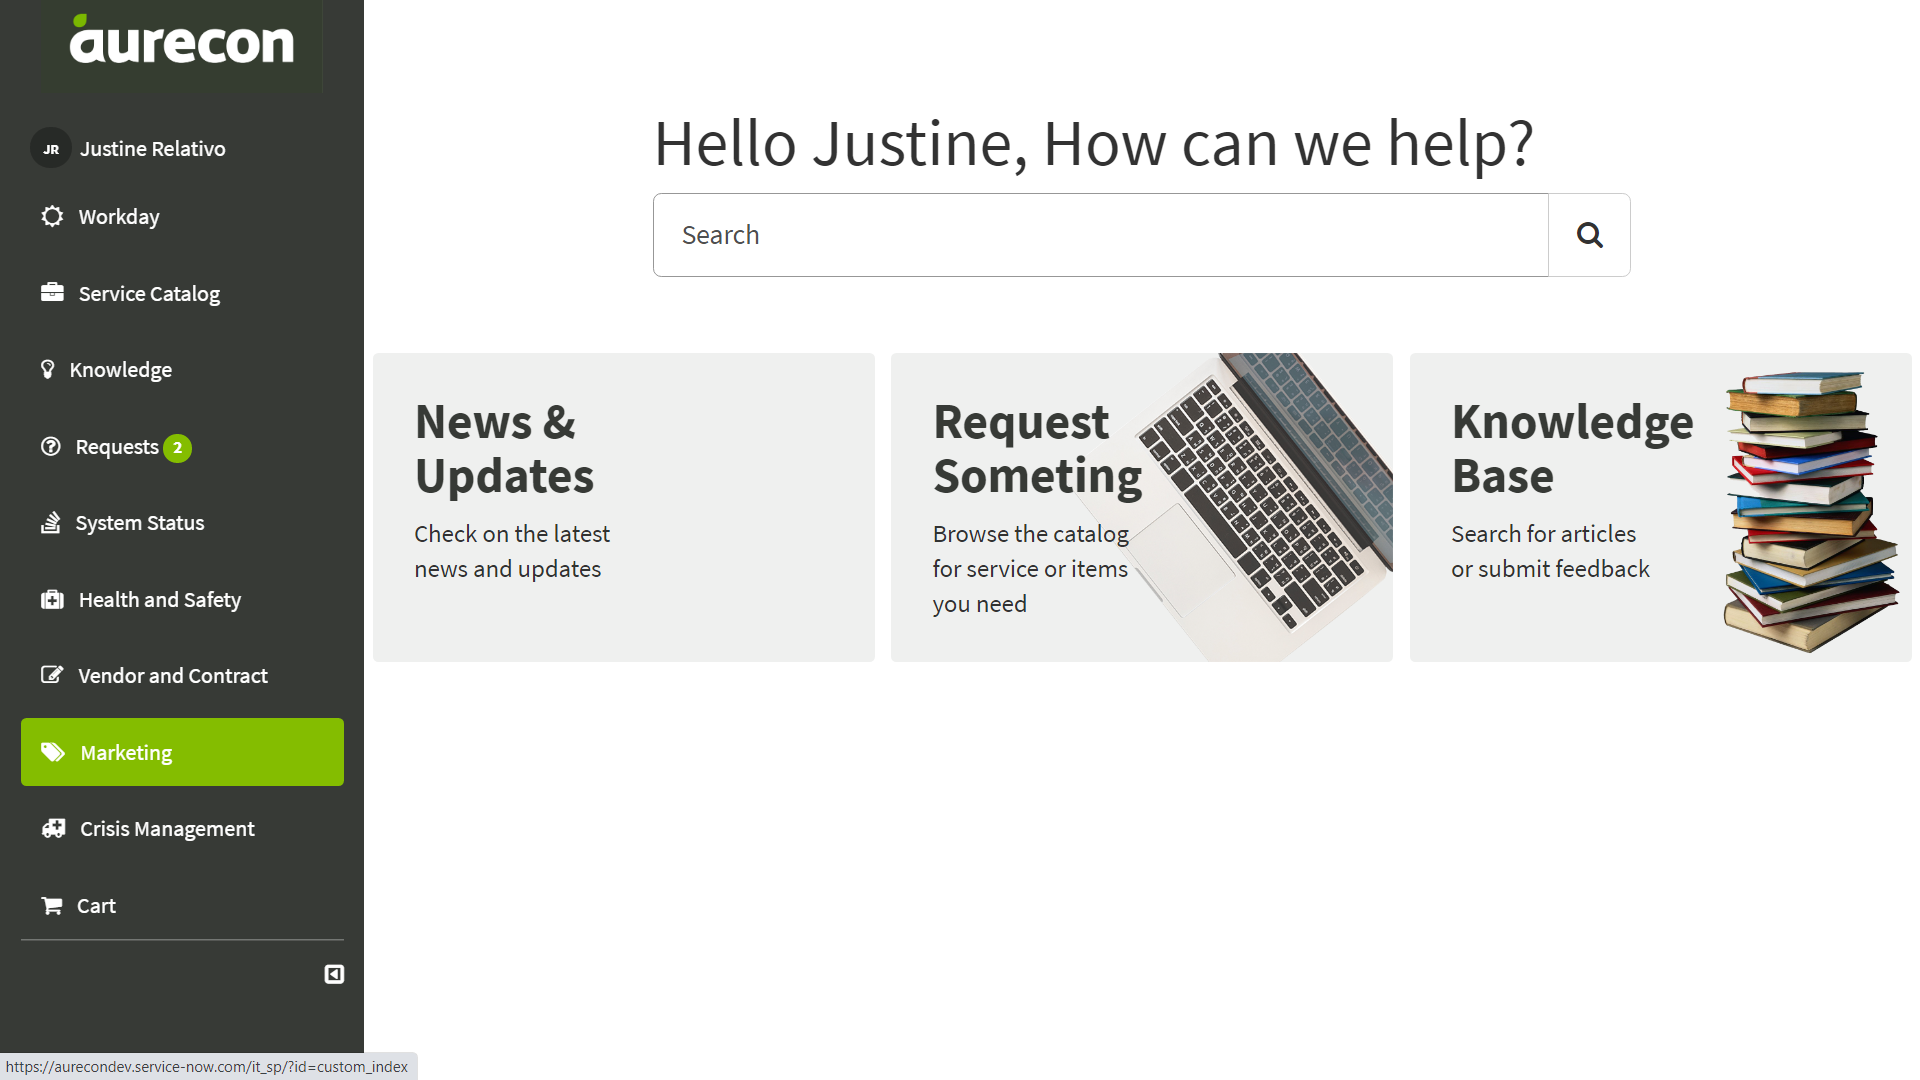 aurecon
JR Justine Relativo
Workday
Service Catalog
Knowledge
Requests 2
System Status
Health and Safety
Vendor and Contract
Marketing
Crisis Management
Cart
Hello Justine, How can we help?
Search
News &
Updates
Check on the latest
news and updates
Request
Someting
Browse the catalog
for service or items
you need
Knowledge
Base
Search for articles
or submit feedback
https://aurecondev.service-now.com/it_sp/?id=custom_index